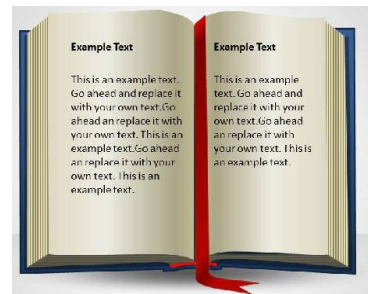 Example Text
This is an example text.
Go ahead and replace it
with your own text.Go
ahead an replace it with
your own text. This is an
example text.Go ahead
an replace it with your
own text. This is an
example text.
Example Text
This is an example
text. Go ahead and
replace it with your
own text.Go ahead
an replace it with
your own text. This is
an example text.